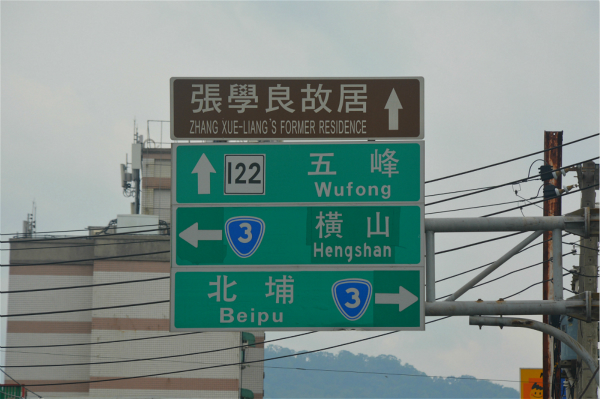 張學良故居
ZHANG XUE-LIANG'S FORMER RESIDENCE
122 五峰
Wufong
3 橫山
Hengshan
北埔 3
Beipu